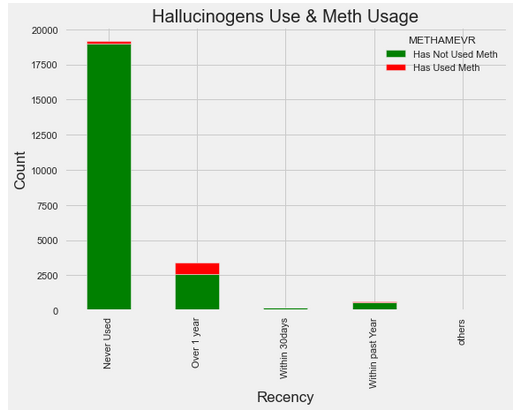 Hallucinogens Use & Meth Usage
METHAMEVR
Has Not Used Meth
Has Used Meth
20000
17500
15000
12500
10000
7500
5000
2500
0
Count
Never Used
Over 1 year
Within 30days
Within past Year
others
Recency